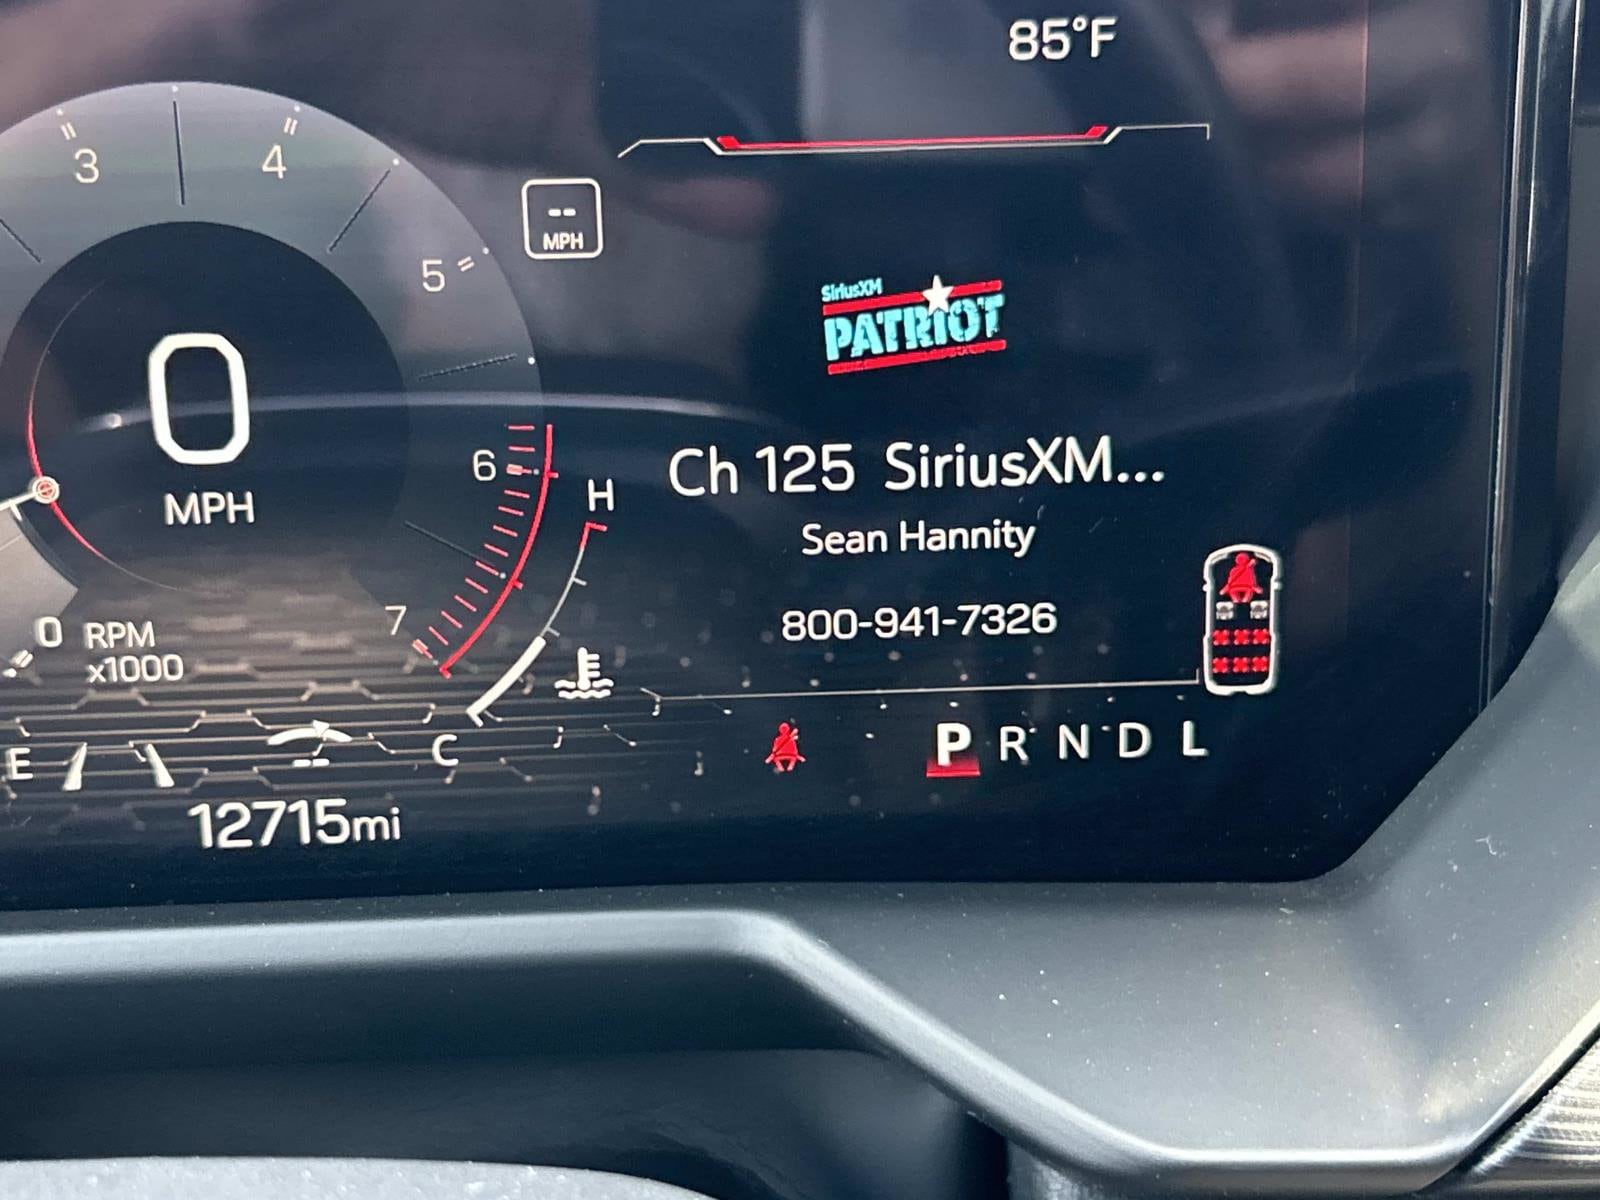 85°F
3
4
5
6
7
--
MPH
SiriusXM
PATRIOT
0
MPH
Ch 125 SiriusXM...
Sean Hannity
800-941-7326
H
0 RPM
x1000
E
--
C
P R N D L
12715mi